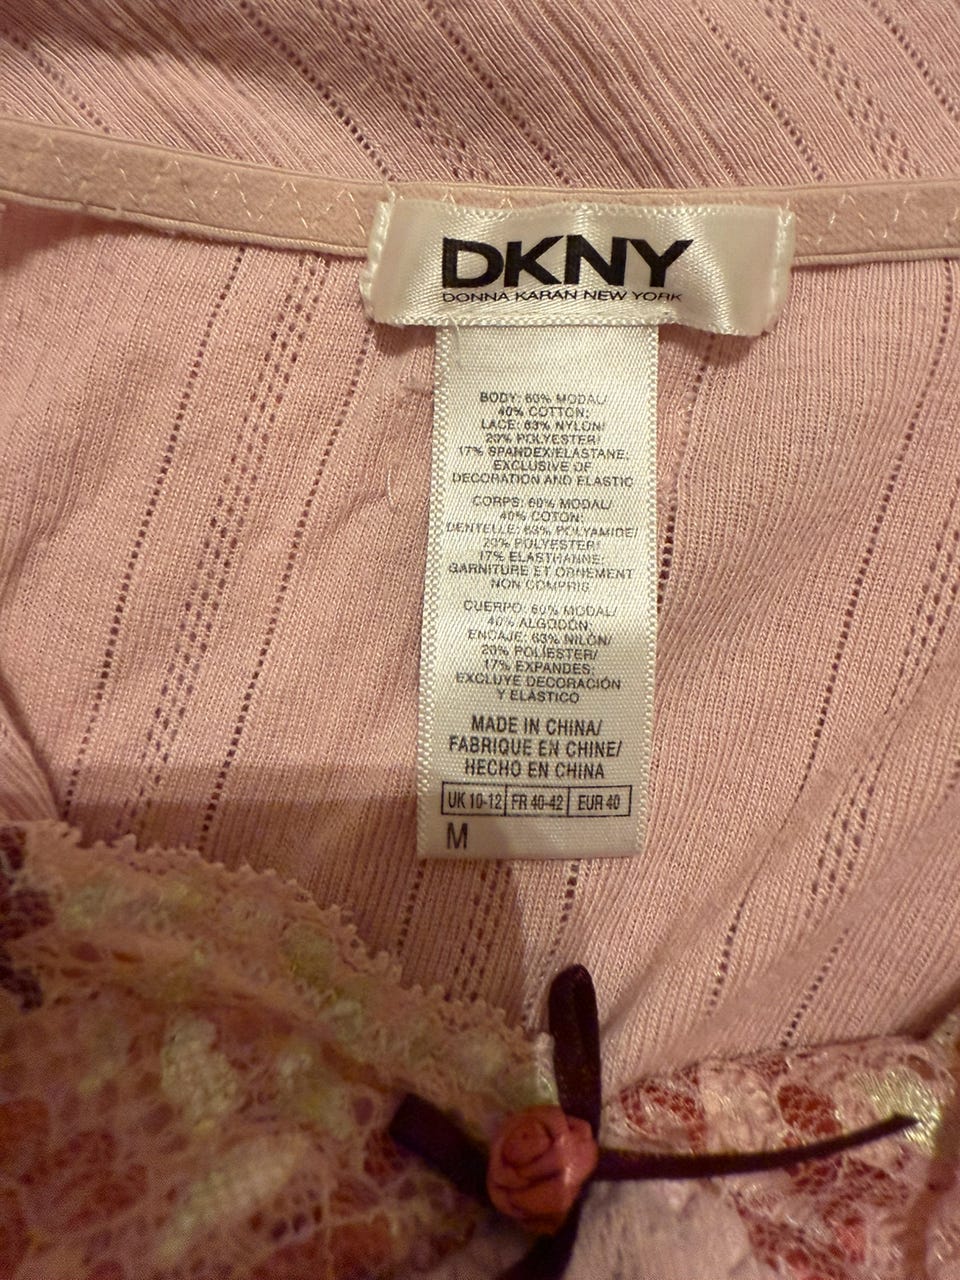 DKNY
DONNA KARAN NEW YORK
BODY: 60% MODAL/
40% COTTON;
LACE: 63% NYLON/
20% POLYESTER/
17% SPANDEX/ELASTANE;
EXCLUSIVE OF
DECORATION AND ELASTIC
CORPS: 60% MODAL/
40% COTON;
DENTELLE: 63% POLYAMIDE/
20% POLYESTER/
17% ELASTHANNE;
GARNITURE ET ORNEMENT
NON COMPRIS
CUERPO: 60% MODAL/
40% ALGODON;
ENCAJE: 63% NILON/
20% POLIESTER/
17% EXPANDES;
EXCLUYE DECORACIÓN
Y ELASTICO
MADE IN CHINA/
FABRIQUE EN CHINE/
HECHO EN CHINA
UK 10-12 FR 40-42 EUR 40
M